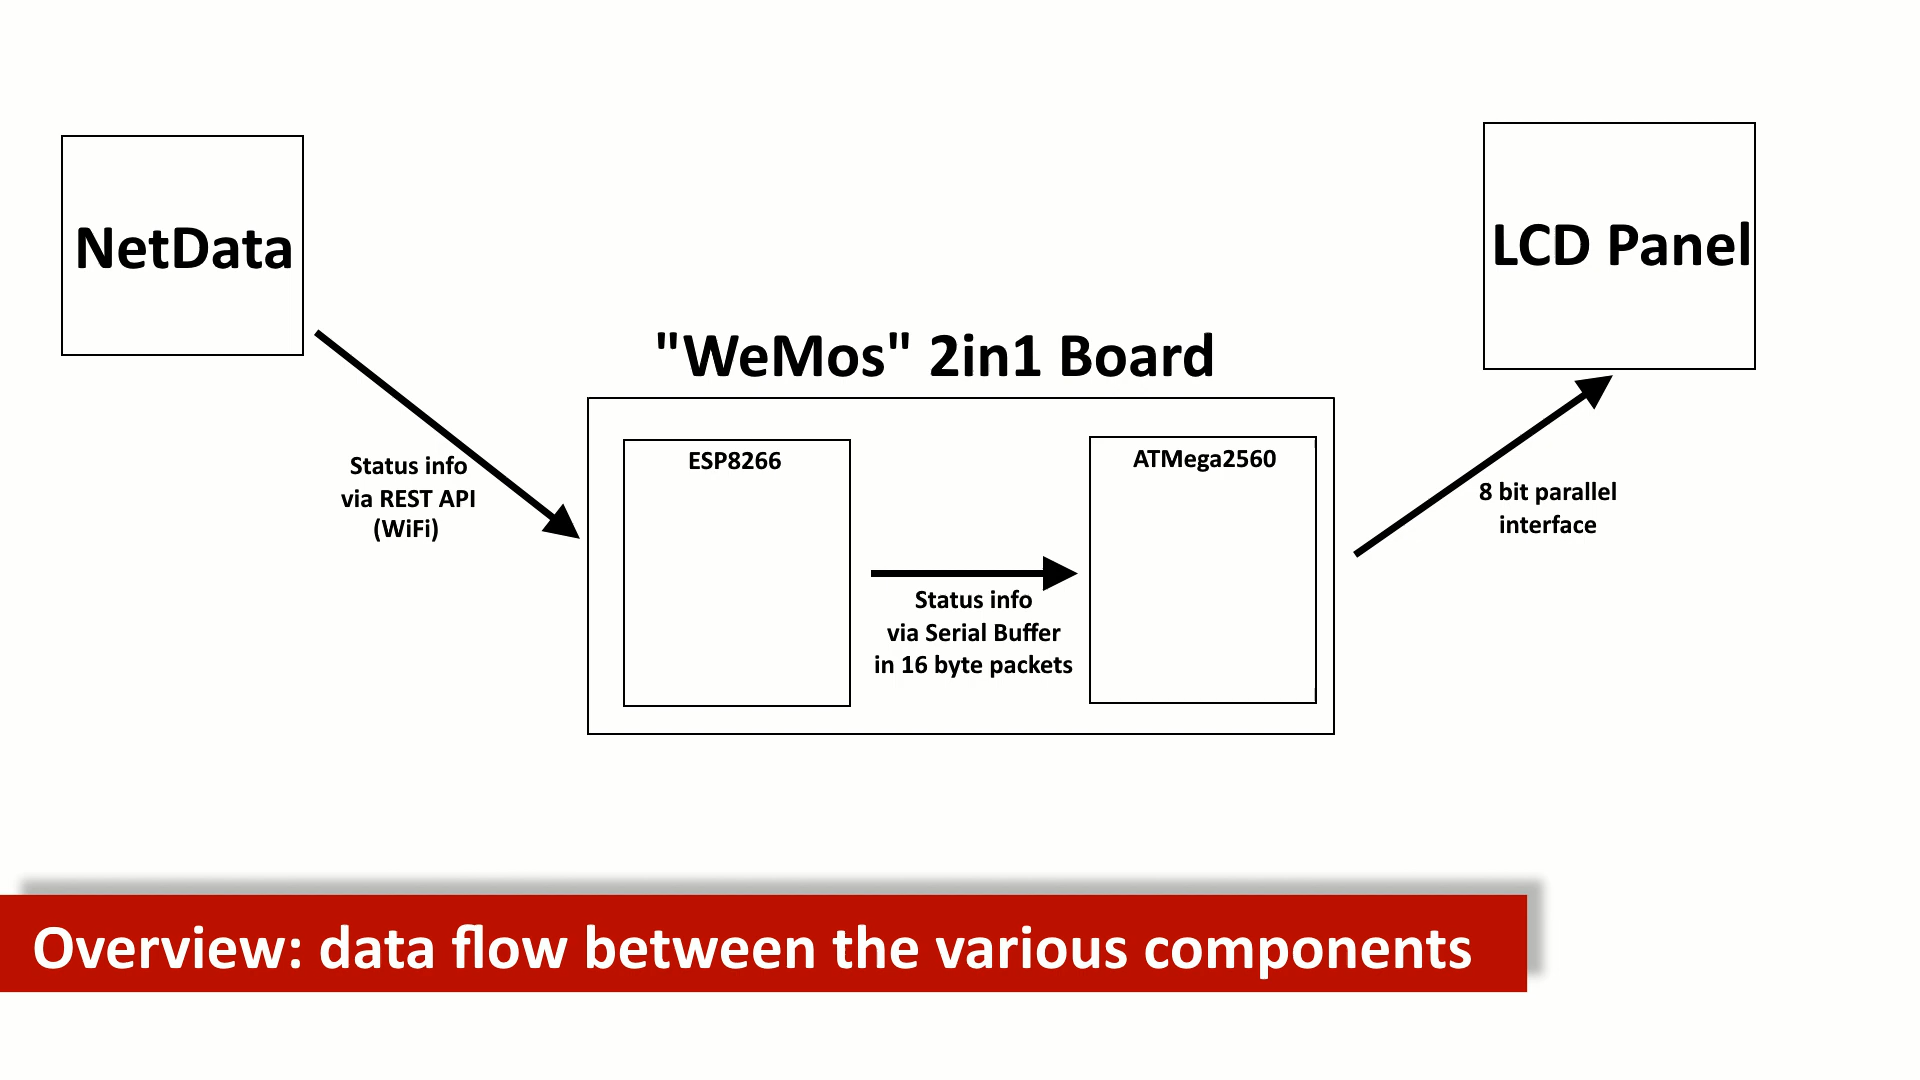 NetData
LCD Panel
"WeMos" 2in1 Board
ESP8266
ATMega2560
Status info
via REST API
(WiFi)
8 bit parallel
interface
Status info
via Serial Buffer
in 16 byte packets
Overview: data flow between the various components